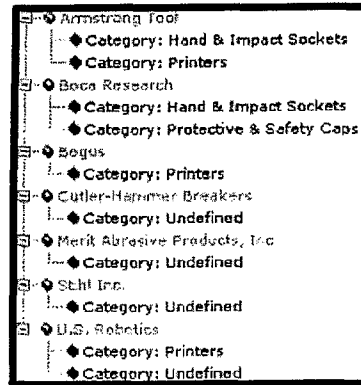 Armstrong Tool
Category: Hand & Impact Sockets
Category: Printers
Boca Research
Category: Hand & Impact Sockets
Category: Protective & Safety Caps
Bogus
Category: Printers
Cutler-Hammer Breakers
Category: Undefined
Merit Abrasive Products, Inc
Category: Undefined
Stihl Inc.
Category: Undefined
U.S. Robotics
Category: Printers
Category: Undefined